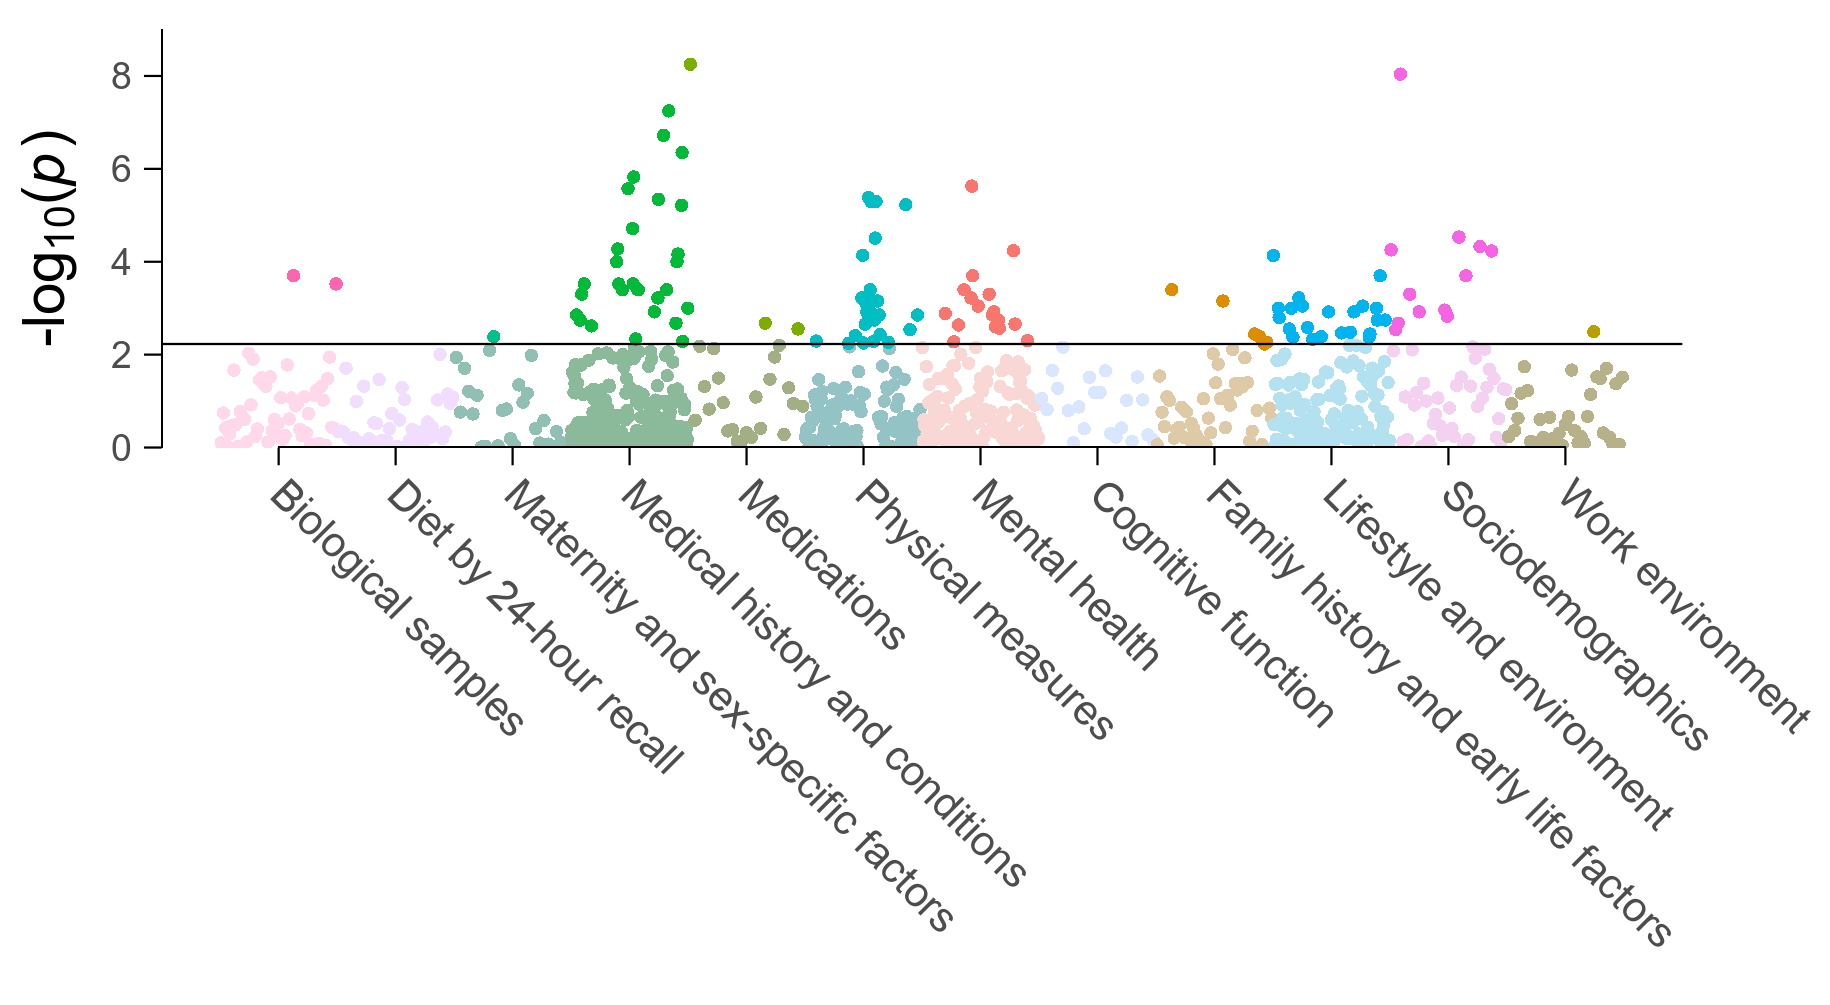 -log10(p)
8
6
4
2
0
Biological samples
Diet by 24-hour recall
Maternity and sex-specific factors
Medical history and conditions
Medications
Physical measures
Mental health
Cognitive function
Family history and early life factors
Lifestyle and environment
Sociodemographics
Work environment